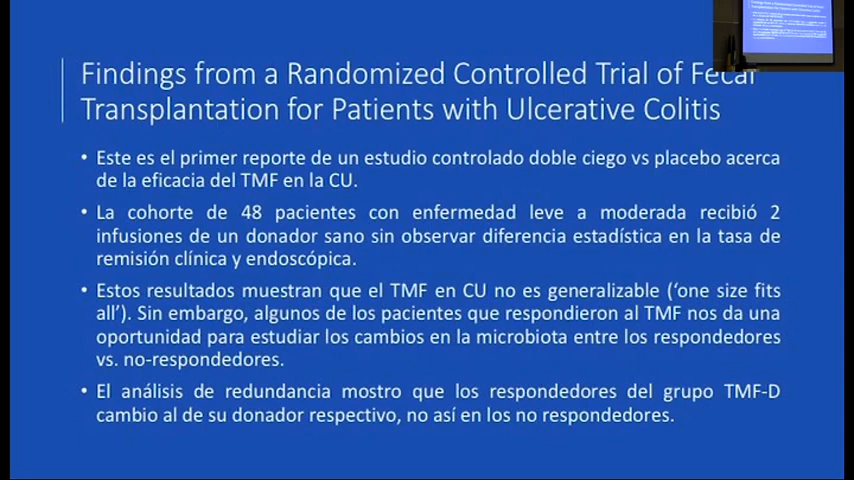 Findings from a Randomized Controlled Trial of Fecal
Transplantation for Patients with Ulcerative Colitis
• Este es el primer reporte de un estudio controlado doble ciego vs placebo acerca
de la eficacia del TMF en la CU.
• La cohorte de 48 pacientes con enfermedad leve a moderada recibió 2
infusiones de un donador sano sin observar diferencia estadística en la tasa de
remisión clínica y endoscópica.
• Estos resultados muestran que el TMF en CU no es generalizable (‘one size fits
all’). Sin embargo, algunos de los pacientes que respondieron al TMF nos da una
oportunidad para estudiar los cambios en la microbiota entre los respondedores
vs. no-respondedores.
• El análisis de redundancia mostro que los respondedores del grupo TMF-D
cambio al de su donador respectivo, no así en los no respondedores.